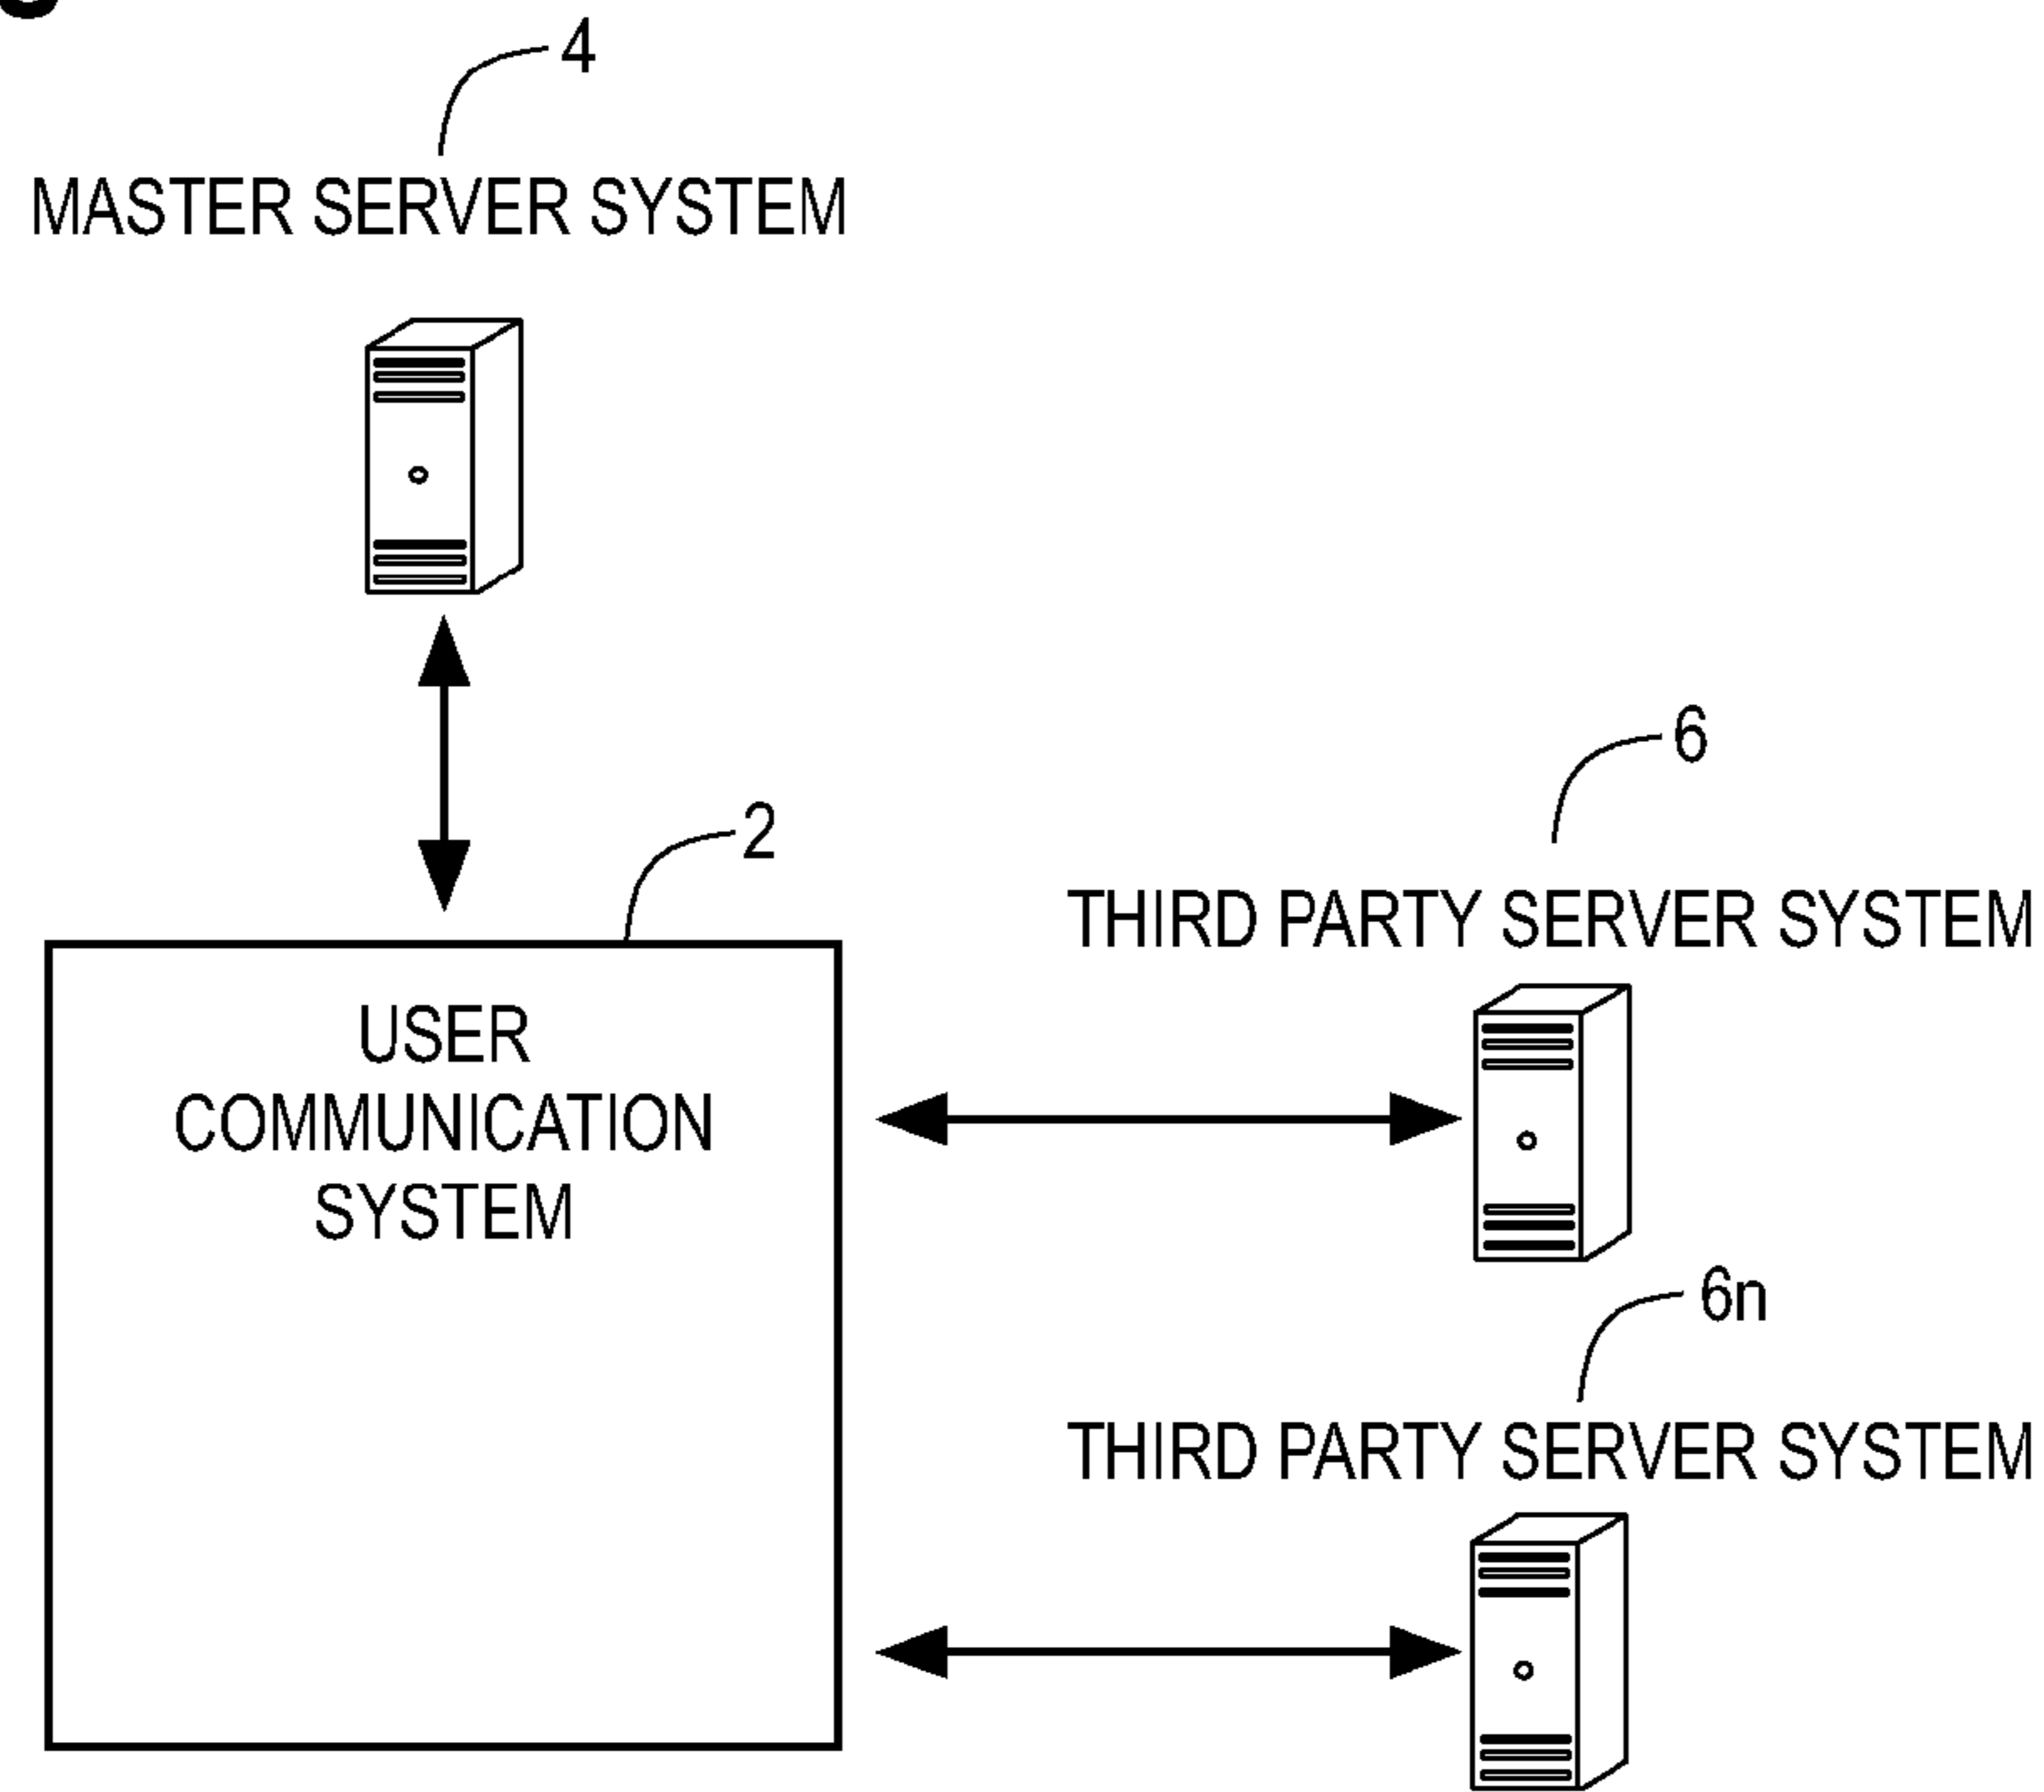 4
MASTER SERVER SYSTEM
2
6
THIRD PARTY SERVER SYSTEM
USER
COMMUNICATION
SYSTEM
6n
THIRD PARTY SERVER SYSTEM